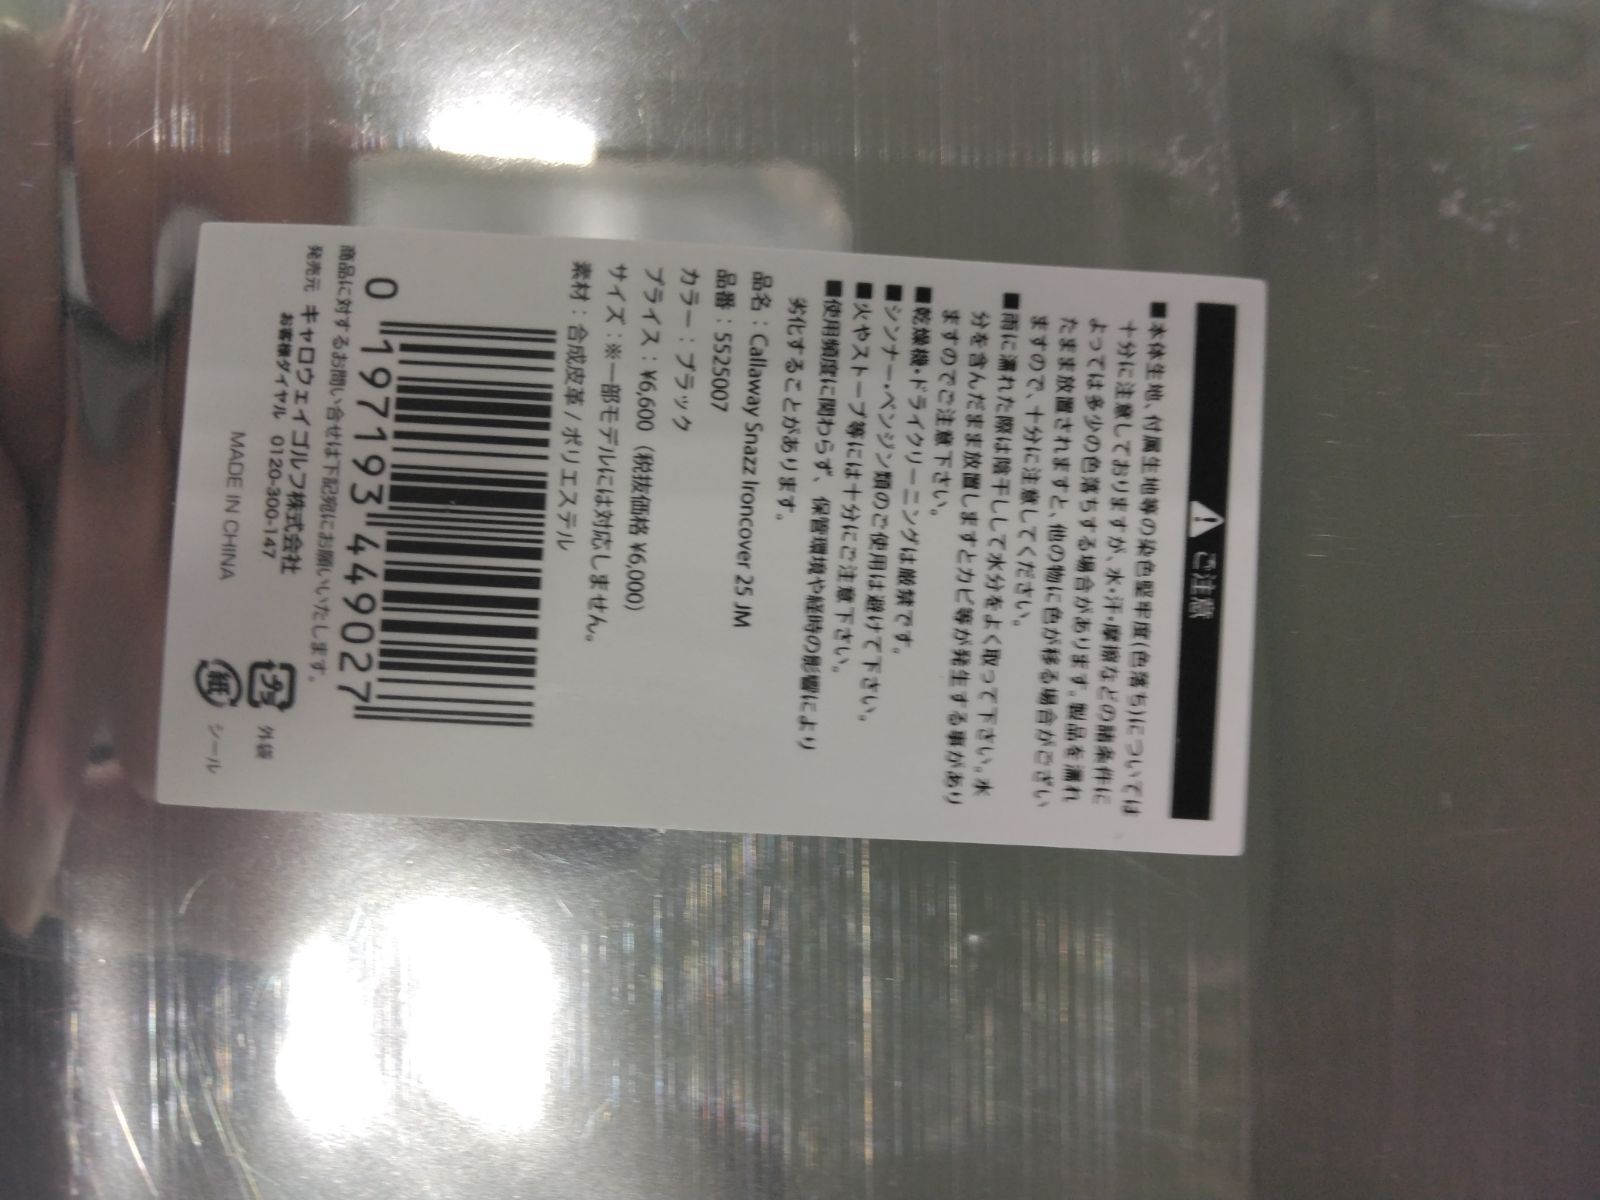 ⚠ ご注意
■本体生地、付属生地等の染色堅牢度(色落ち)については
十分に注意しておりますが、水・汗・摩擦などの諸条件に
よっては多少の色落ちする場合があります。製品を濡れ
たまま放置されますと、他の物に色が移る場合がござい
ますので、十分に注意してください。
■雨に濡れた際は陰干しして水分をよく取って下さい。水
分を含んだまま放置しますとカビ等が発生する事があり
ますのでご注意下さい。
■乾燥機・ドライクリーニングは厳禁です。
■シンナー・ベンジン類のご使用は避けて下さい。
■火やストーブ等には十分にご注意下さい。
■使用頻度に関わらず、保管環境や経時の影響により
劣化することがあります。
品名：Callaway Snazz Ironcover 25 JM
品番：5525007
カラー：ブラック
プライス：¥6,600（税抜価格 ¥6,000）
サイズ：※一部モデルには対応しません。
素材：合成皮革 / ポリエステル
0 197193 449027
商品に対するお問い合せは下記宛にお願いいたします。
発売元 キャロウェイゴルフ株式会社
お客様ダイヤル 0120-300-147
MADE IN CHINA
プラ 外袋
紙 シール